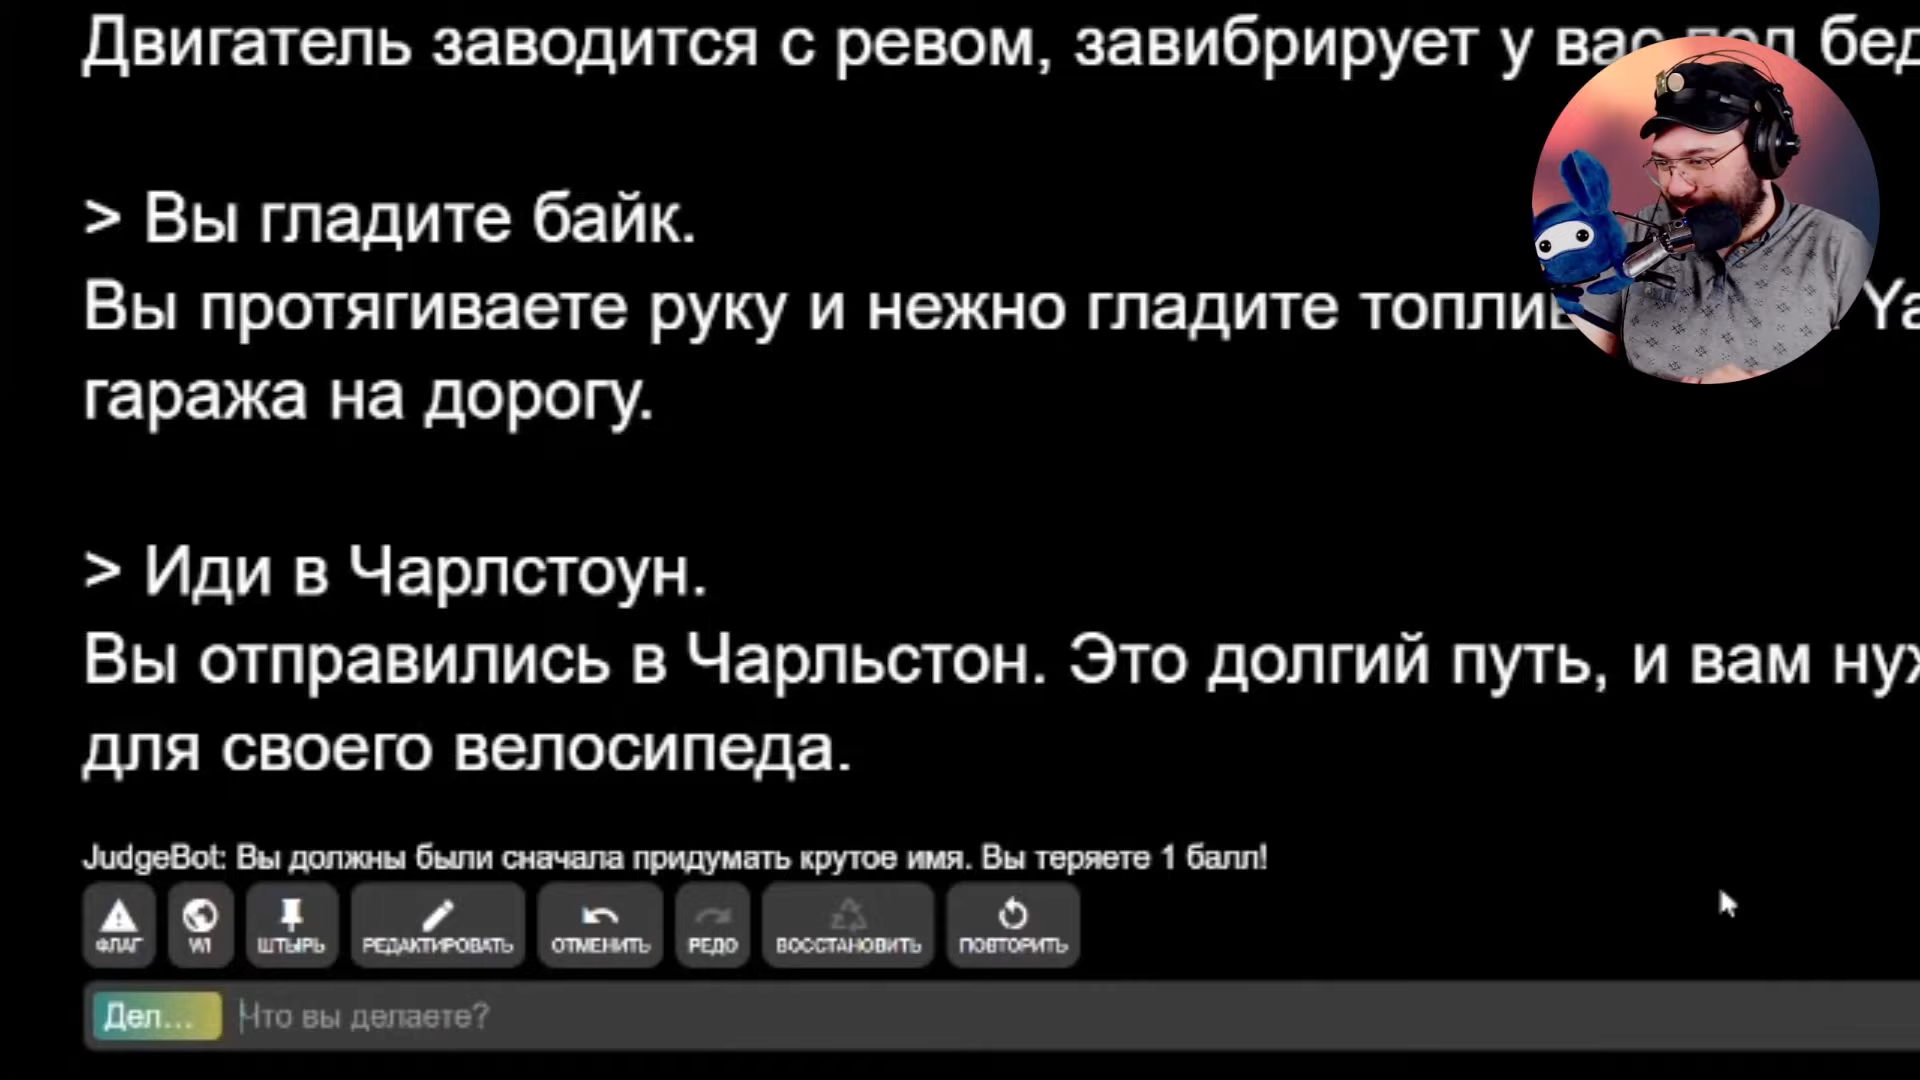 Двигатель заводится с ревом, завибрирует у вас под
> Вы гладите байк.
Вы протягиваете руку и нежно гладите
гаража на дорогу.
> Иди в Чарлстоун.
Вы отправились в Чарльстон. Это долгий путь, и вам
для своего велосипеда.
JudgeBot: Вы должны были сначала придумать крутое имя. Вы теряете 1 балл!
ФЛАГ WI ШТЫРЬ РЕДАКТИРОВАТЬ ОТМЕНИТЬ РЕДО ВОССТАНОВИТЬ ПОВТОРИТЬ
Дел... Что вы делаете?